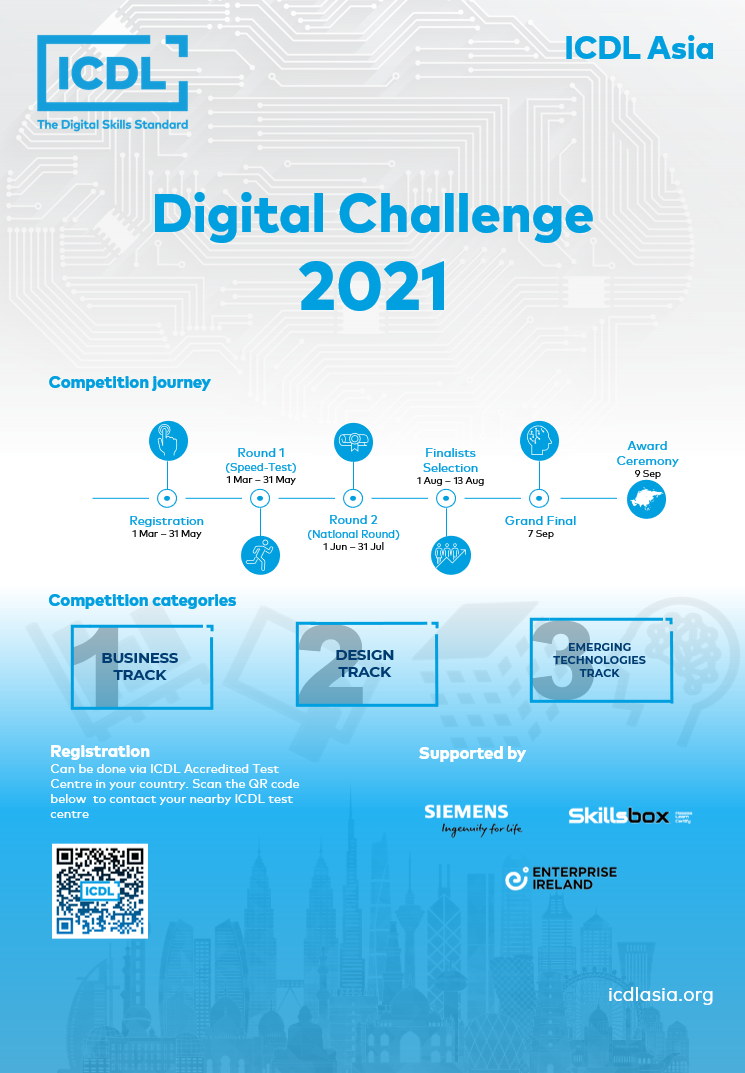 ICDL
The Digital Skills Standard
ICDL Asia
Digital Challenge
2021
Competition journey
Registration
1 Mar – 31 May
Round 1
(Speed-Test)
1 Mar – 31 May
Round 2
(National Round)
1 Jun – 31 Jul
Finalists
Selection
1 Aug – 13 Aug
Grand Final
7 Sep
Award
Ceremony
9 Sep
Competition categories
1
BUSINESS
TRACK
2
DESIGN
TRACK
3
EMERGING
TECHNOLOGIES
TRACK
Registration
Can be done via ICDL Accredited Test
Centre in your country. Scan the QR code
below to contact your nearby ICDL test
centre
ICDL
Supported by
SIEMENS
Ingenuity for life
Skillsbox
ENTERPRISE
IRELAND
icdlasia.org